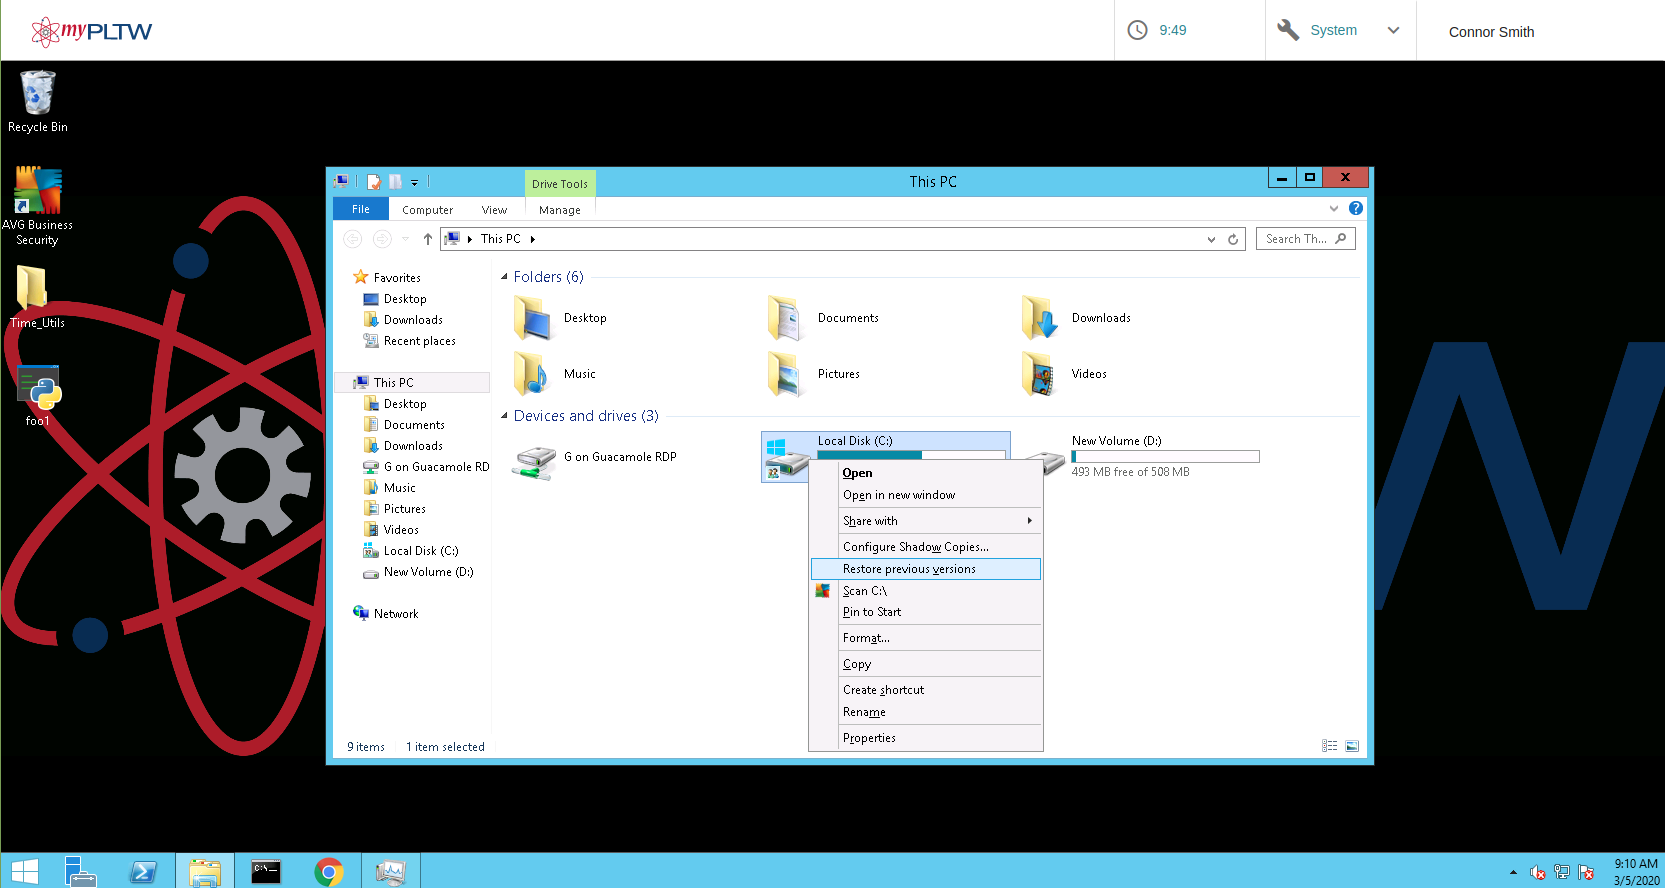 myPLTW
9:49
System
Connor Smith
Recycle Bin
AVG Business
Security
Time_Utils
foo1
Drive Tools
This PC
File
Computer
View
Manage
This PC
Search Th...
Favorites
Desktop
Downloads
Recent places
This PC
Desktop
Documents
Downloads
G on Guacamole RD
Music
Pictures
Videos
Local Disk (C:)
New Volume (D:)
Network
Folders (6)
Desktop
Documents
Downloads
Music
Pictures
Videos
Devices and drives (3)
G on Guacamole RDP
Local Disk (C:)
New Volume (D:)
493 MB free of 508 MB
Open
Open in new window
Share with
Configure Shadow Copies...
Restore previous versions
Scan C:\
Pin to Start
Format...
Copy
Create shortcut
Rename
Properties
9 items
1 item selected
W
C:\
9:10 AM
3/5/2020